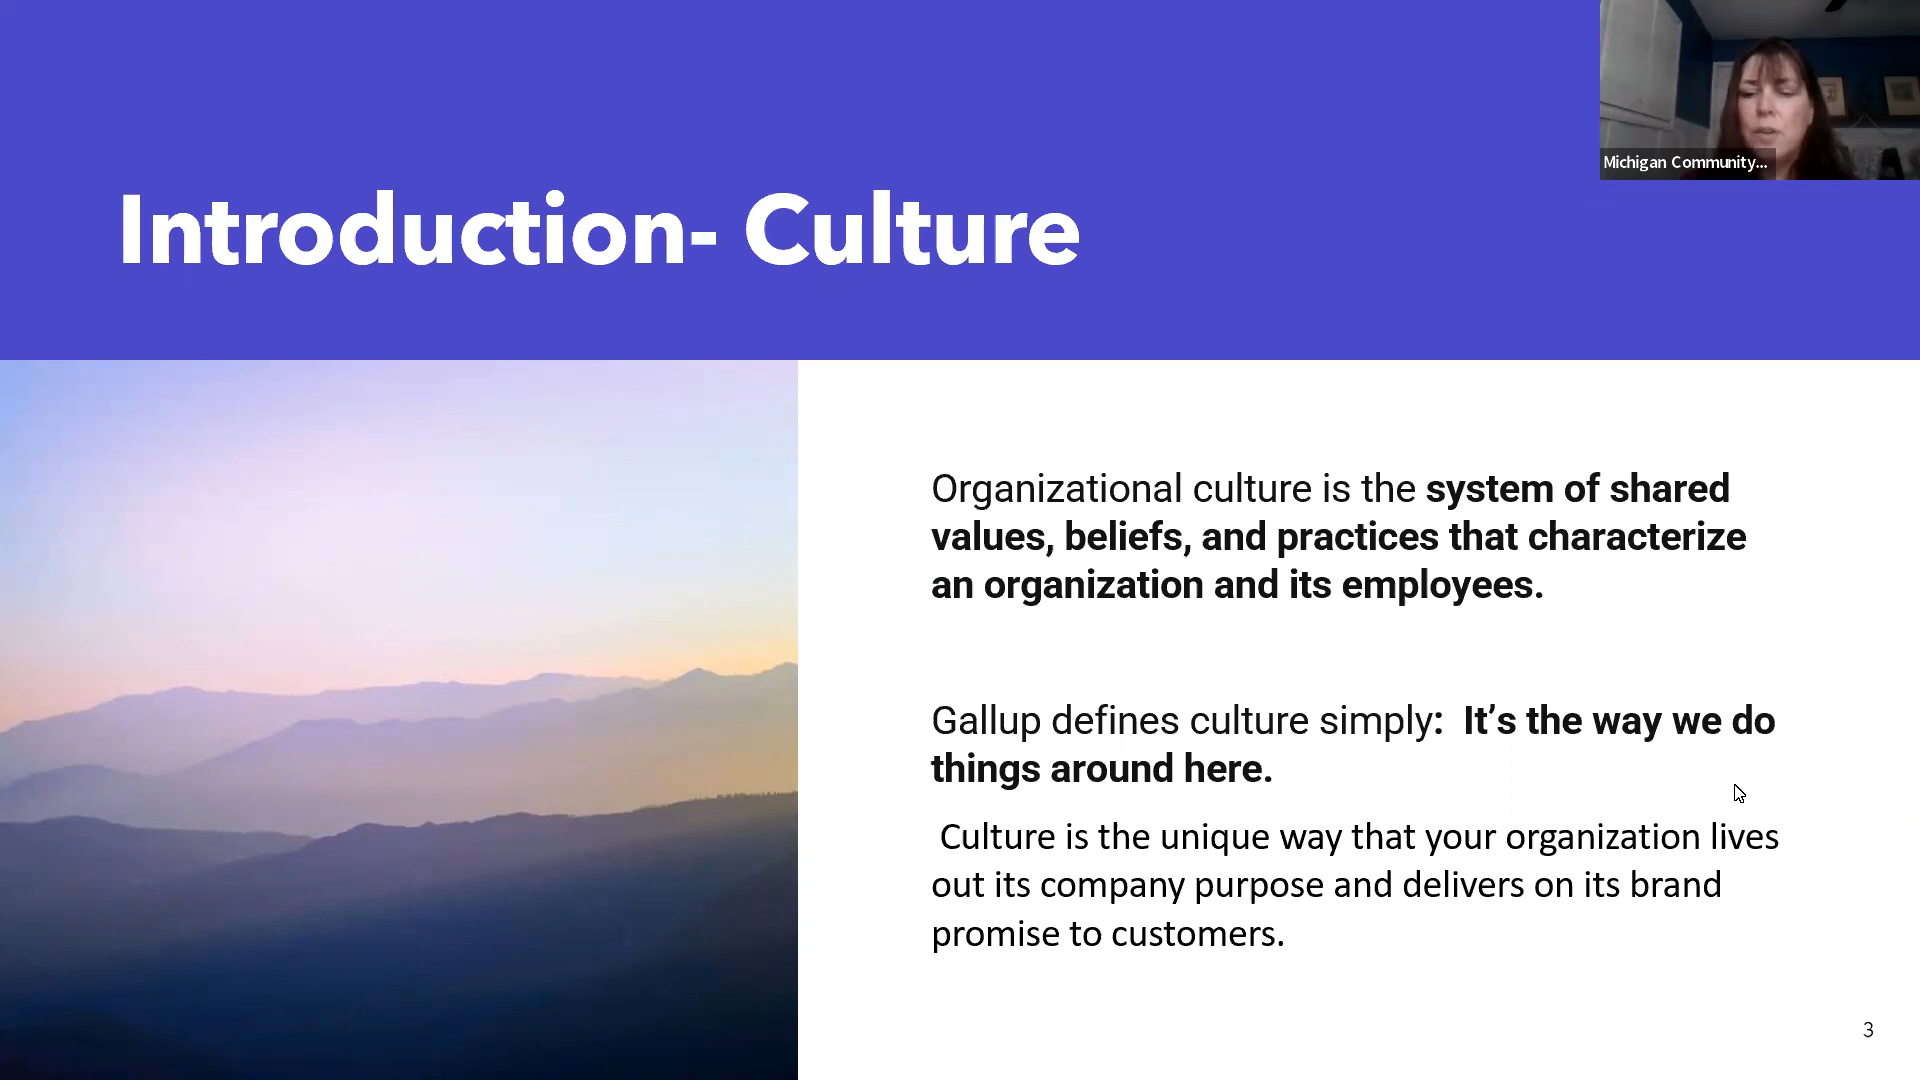 Michigan Community...
Introduction- Culture
Organizational culture is the system of shared
values, beliefs, and practices that characterize
an organization and its employees.
Gallup defines culture simply:  It’s the way we do
things around here.
Culture is the unique way that your organization lives
out its company purpose and delivers on its brand
promise to customers.
3